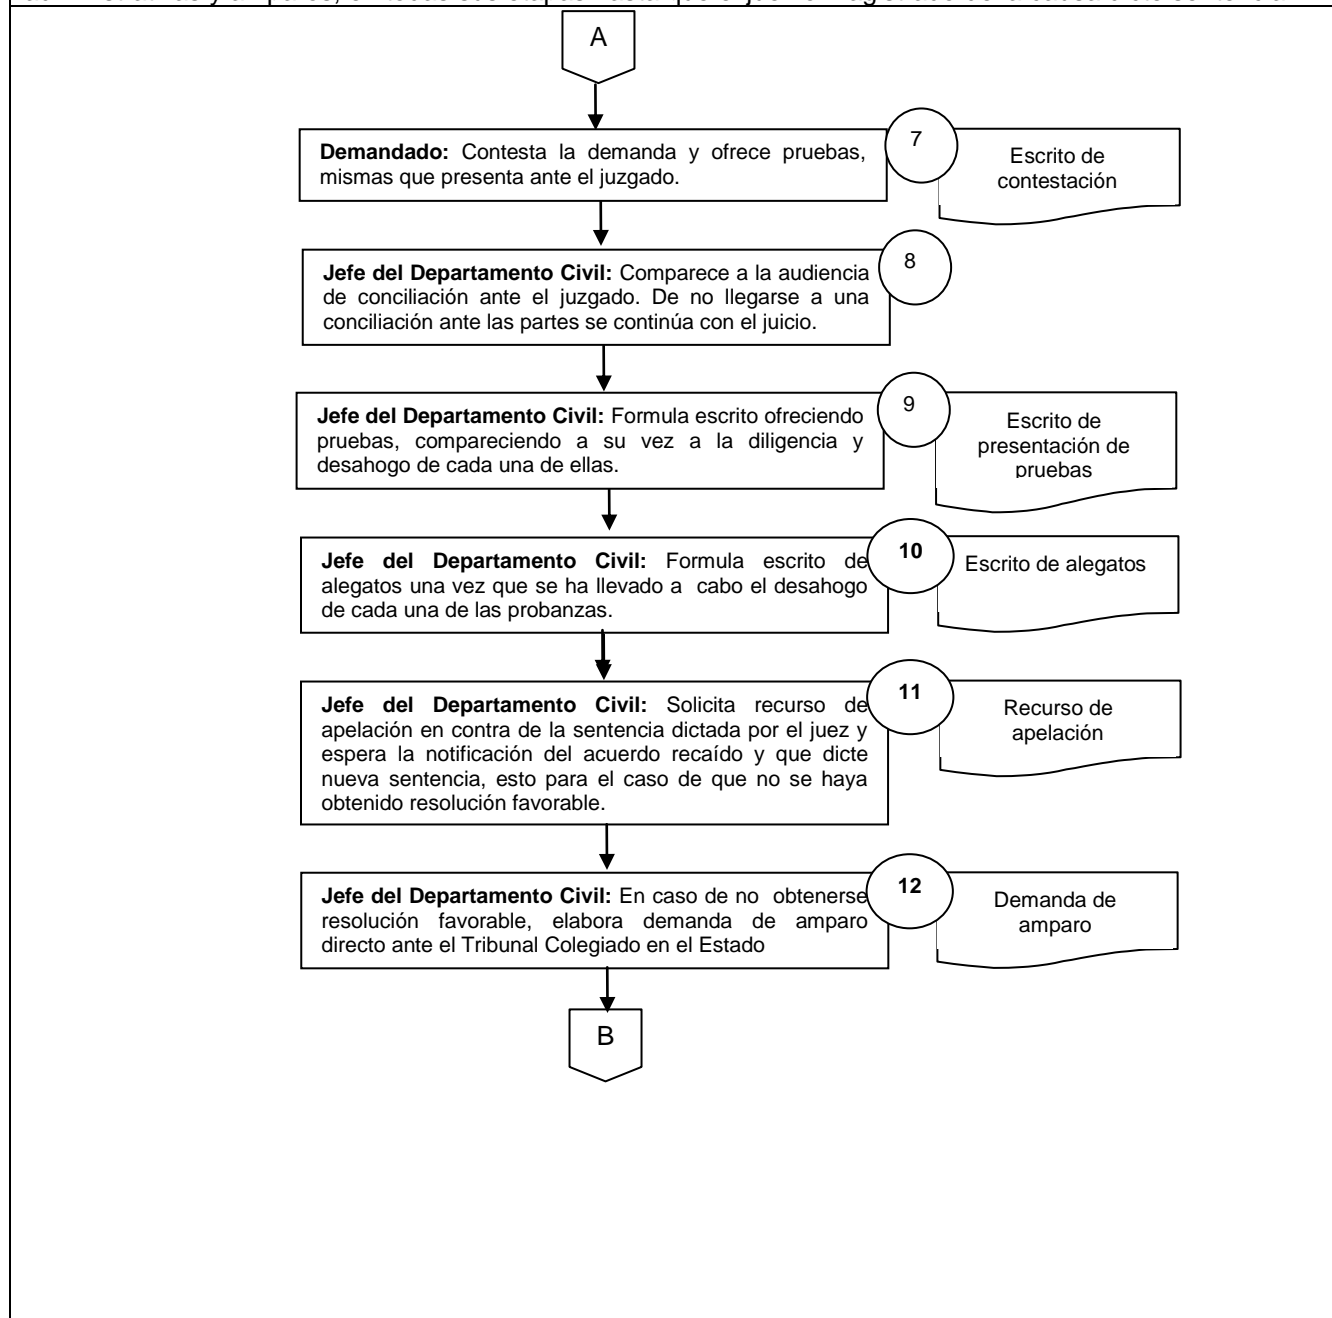 A
Demandado: Contesta la demanda y ofrece pruebas,
mismas que presenta ante el juzgado.
7
Escrito de
contestación
Jefe del Departamento Civil: Comparece a la audiencia
de conciliación ante el juzgado. De no llegarse a una
conciliación ante las partes se continúa con el juicio.
8
Jefe del Departamento Civil: Formula escrito ofreciendo
pruebas, compareciendo a su vez a la diligencia y
desahogo de cada una de ellas.
9
Escrito de
presentación de
pruebas
Jefe del Departamento Civil: Formula escrito de
alegatos una vez que se ha llevado a cabo el desahogo
de cada una de las probanzas.
10
Escrito de alegatos
Jefe del Departamento Civil: Solicita recurso de
apelación en contra de la sentencia dictada por el juez y
espera la notificación del acuerdo recaído y que dicte
nueva sentencia, esto para el caso de que no se haya
obtenido resolución favorable.
11
Recurso de
apelación
Jefe del Departamento Civil: En caso de no obtenerse
resolución favorable, elabora demanda de amparo
directo ante el Tribunal Colegiado en el Estado
12
Demanda de
amparo
B